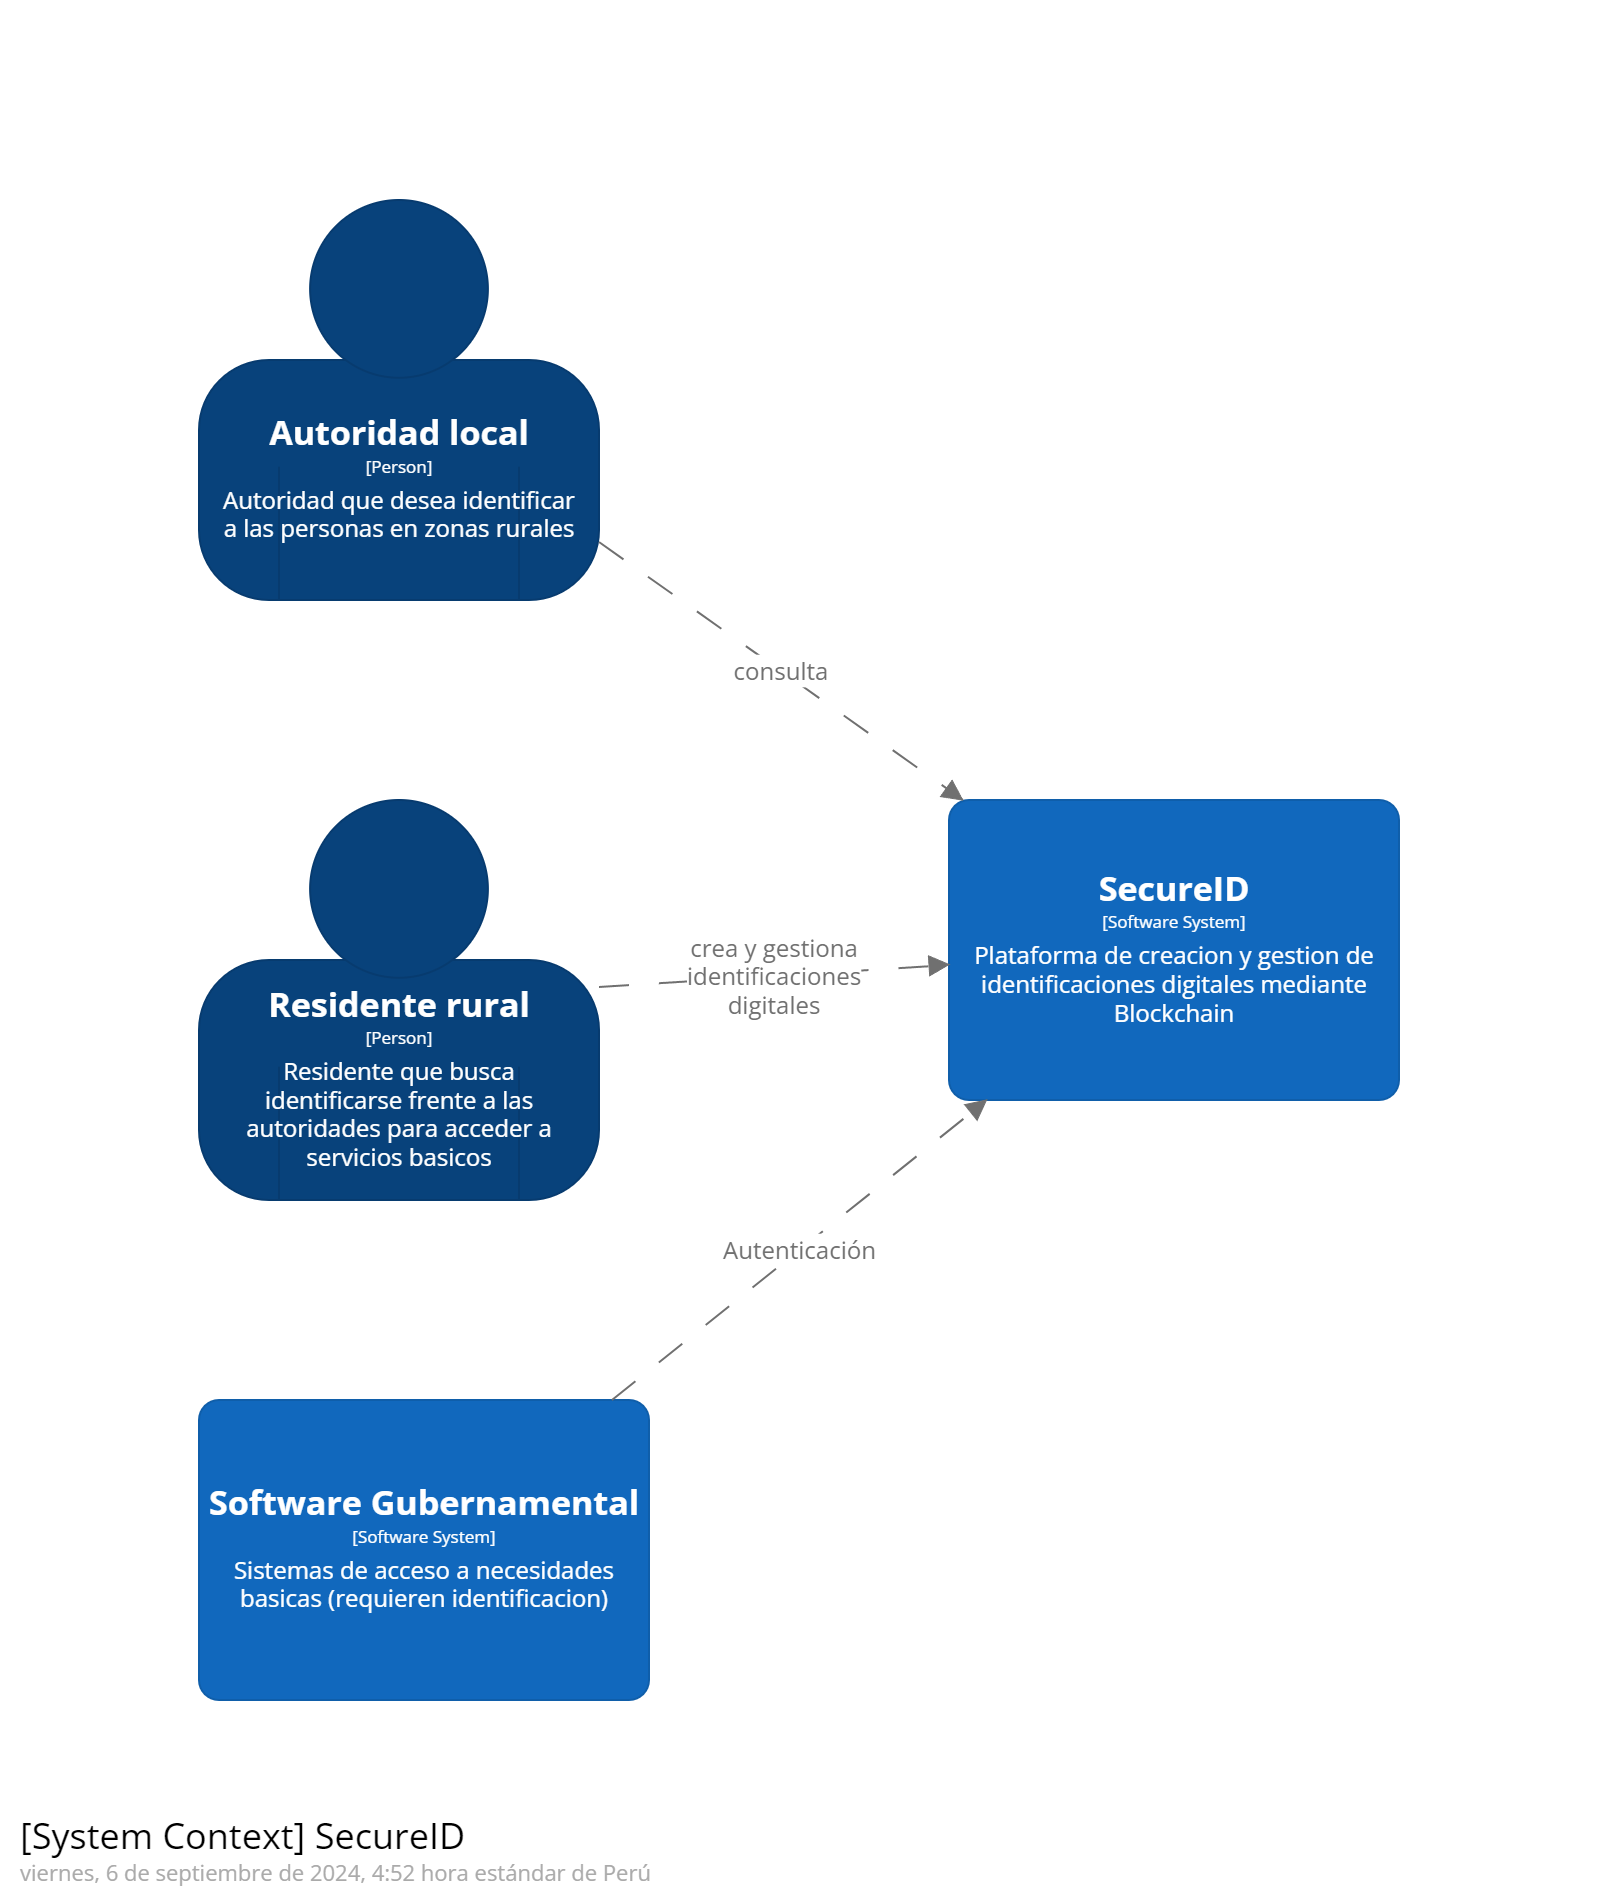 Autoridad local
[Person]
Autoridad que desea identificar
a las personas en zonas rurales
consulta
Residente rural
[Person]
Residente que busca
identificarse frente a las
autoridades para acceder a
servicios basicos
crea y gestiona
identificaciones
digitales
SecureID
[Software System]
Plataforma de creacion y gestion de
identificaciones digitales mediante
Blockchain
Autenticación
Software Gubernamental
[Software System]
Sistemas de acceso a necesidades
basicas (requieren identificacion)
[System Context] SecureID
viernes, 6 de septiembre de 2024, 4:52 hora estándar de Perú